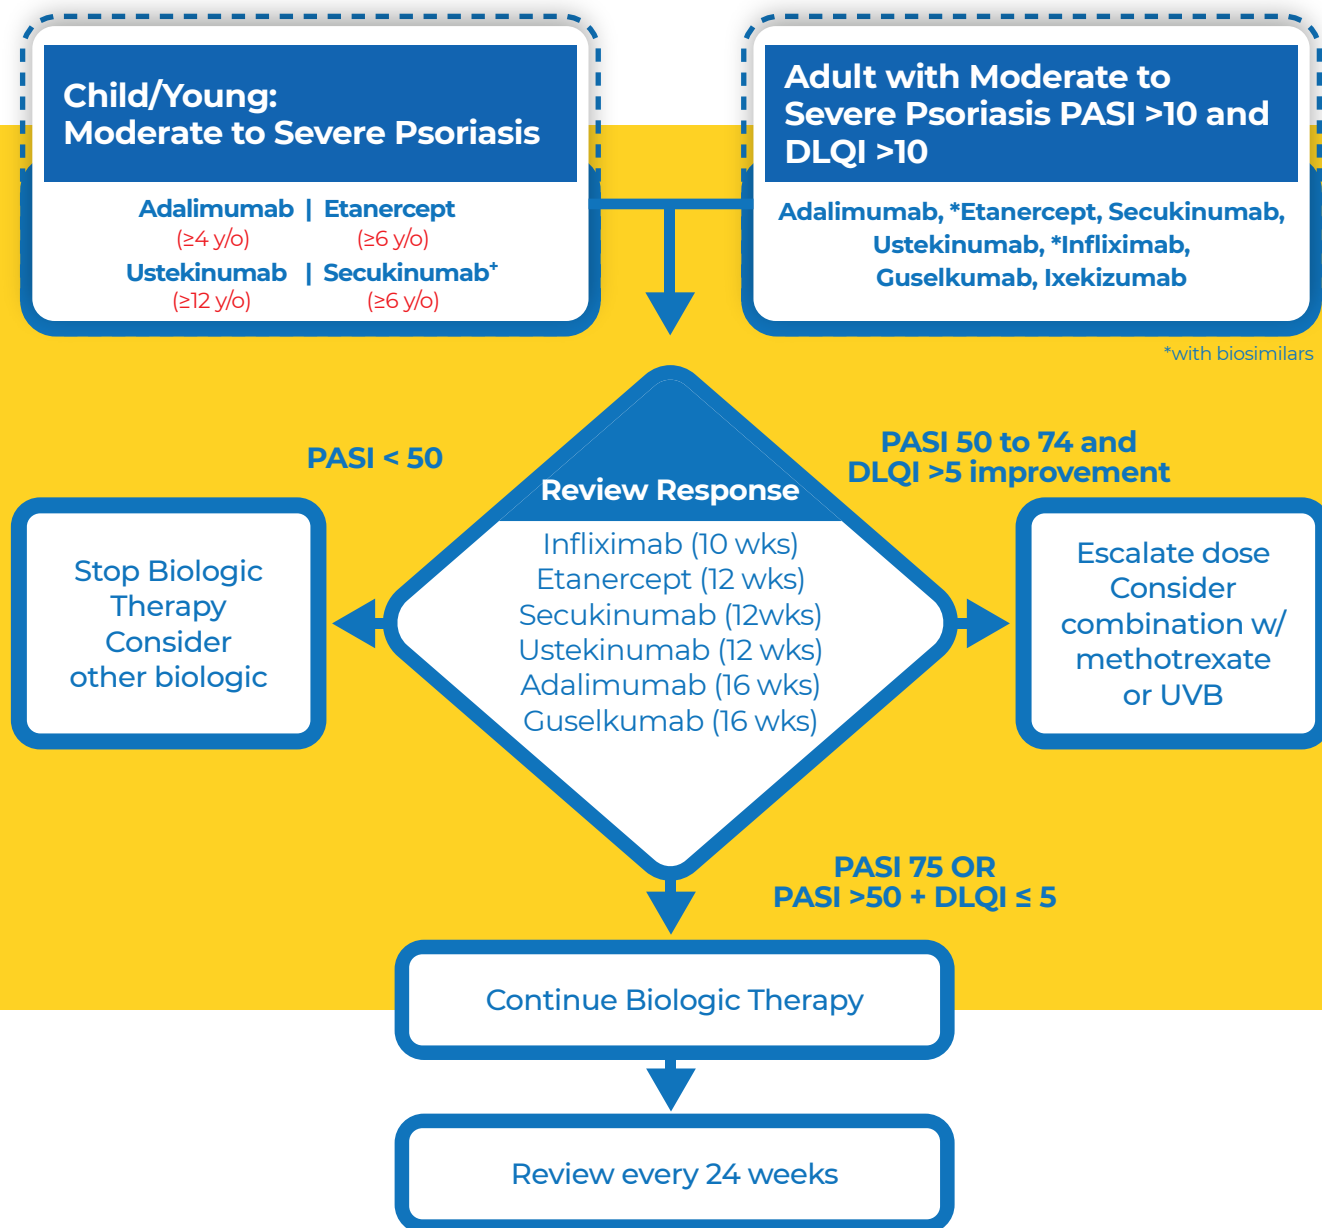 Child/Young:
Moderate to Severe Psoriasis
Adalimumab | Etanercept
(≥4 y/o) (≥6 y/o)
Ustekinumab | Secukinumab⁺
(≥12 y/o) (≥6 y/o)
Adult with Moderate to
Severe Psoriasis PASI >10 and
DLQI >10
Adalimumab, *Etanercept, Secukinumab,
Ustekinumab, *Infliximab,
Guselkumab, Ixekizumab
*with biosimilars
PASI < 50
PASI 50 to 74 and
DLQI >5 improvement
Review Response
Infliximab (10 wks)
Etanercept (12 wks)
Secukinumab (12wks)
Ustekinumab (12 wks)
Adalimumab (16 wks)
Guselkumab (16 wks)
Stop Biologic
Therapy
Consider
other biologic
Escalate dose
Consider
combination w/
methotrexate
or UVB
PASI 75 OR
PASI >50 + DLQI ≤ 5
Continue Biologic Therapy
Review every 24 weeks